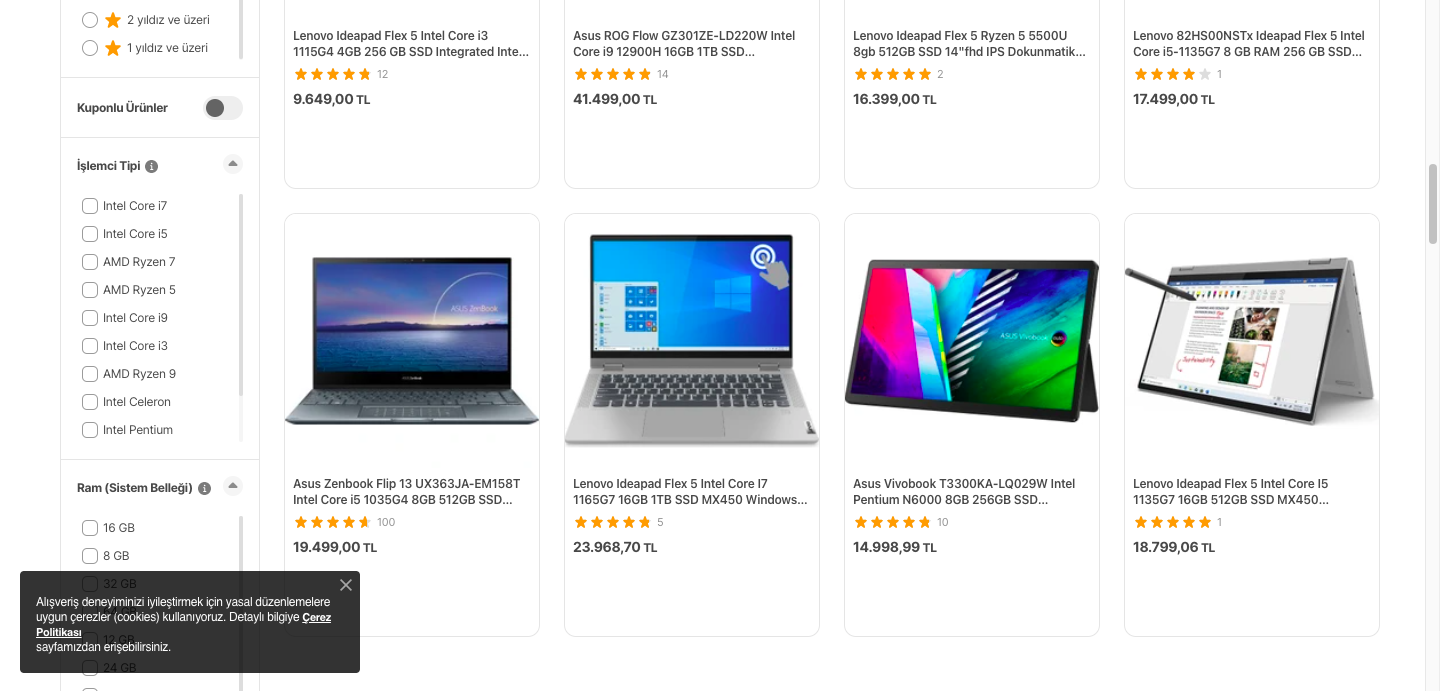 2 yıldız ve üzeri
1 yıldız ve üzeri
Kuponlu Ürünler
İşlemci Tipi
Intel Core i7
Intel Core i5
AMD Ryzen 7
AMD Ryzen 5
Intel Core i9
Intel Core i3
AMD Ryzen 9
Intel Celeron
Intel Pentium
Ram (Sistem Belleği)
16 GB
8 GB
32 GB
12 GB
24 GB
Alışveriş deneyiminizi iyileştirmek için yasal düzenlemelere
uygun çerezler (cookies) kullanıyoruz. Detaylı bilgiye Çerez
Politikası
sayfamızdan erişebilirsiniz.
Lenovo Ideapad Flex 5 Intel Core i3
1115G4 4GB 256 GB SSD Integrated Inte...
12
9.649,00 TL
Asus ROG Flow GZ301ZE-LD220W Intel
Core i9 12900H 16GB 1TB SSD...
14
41.499,00 TL
Lenovo Ideapad Flex 5 Ryzen 5 5500U
8gb 512GB SSD 14"fhd IPS Dokunmatik...
2
16.399,00 TL
Lenovo 82HS00NSTx Ideapad Flex 5 Intel
Core i5-1135G7 8 GB RAM 256 GB SSD...
1
17.499,00 TL
ASUS ZenBook
Asus Zenbook Flip 13 UX363JA-EM158T
Intel Core i5 1035G4 8GB 512GB SSD...
100
19.499,00 TL
Lenovo Ideapad Flex 5 Intel Core I7
1165G7 16GB 1TB SSD MX450 Windows...
5
23.968,70 TL
ASUS Vivobook
Asus Vivobook T3300KA-LQ029W Intel
Pentium N6000 8GB 256GB SSD...
10
14.998,99 TL
Lenovo Ideapad Flex 5 Intel Core I5
1135G7 16GB 512GB SSD MX450...
1
18.799,06 TL